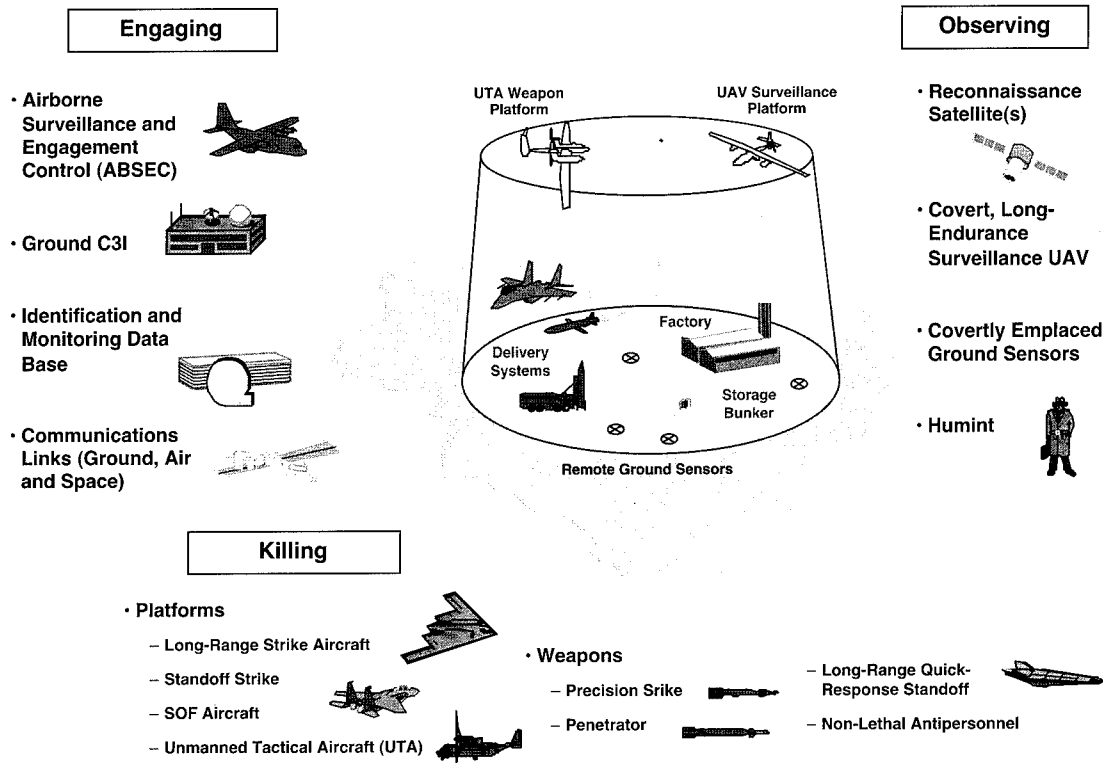 Engaging
• Airborne
Surveillance and
Engagement
Control (ABSEC)
• Ground C3I
• Identification and
Monitoring Data
Base
• Communications
Links (Ground, Air
and Space)
UTA Weapon
Platform
UAV Surveillance
Platform
Factory
Delivery
Systems
Storage
Bunker
Remote Ground Sensors
Observing
• Reconnaissance
Satellite(s)
• Covert, Long-
Endurance
Surveillance UAV
• Covertly Emplaced
Ground Sensors
• Humint
Killing
• Platforms
– Long-Range Strike Aircraft
– Standoff Strike
– SOF Aircraft
– Unmanned Tactical Aircraft (UTA)
• Weapons
– Precision Srike
– Penetrator
– Long-Range Quick-
Response Standoff
– Non-Lethal Antipersonnel